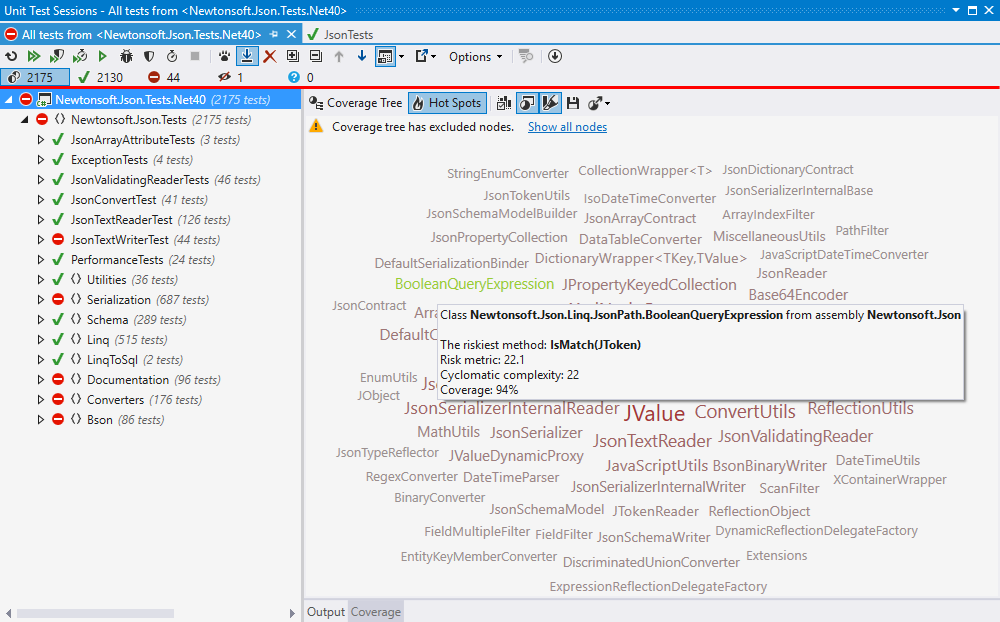 Unit Test Sessions - All tests from <Newtonsoft.Json.Tests.Net40>
All tests from <Newtonsoft.Json.Tests.Net40>
JsonTests
Options
2175
2130
44
1
0
Newtonsoft.Json.Tests.Net40 (2175 tests)
Newtonsoft.Json.Tests (2175 tests)
JsonArrayAttributeTests (3 tests)
ExceptionTests (4 tests)
JsonValidatingReaderTests (46 tests)
JsonConvertTest (41 tests)
JsonTextReaderTest (126 tests)
JsonTextWriterTest (44 tests)
PerformanceTests (24 tests)
Utilities (36 tests)
Serialization (687 tests)
Schema (289 tests)
Linq (515 tests)
LinqToSql (2 tests)
Documentation (96 tests)
Converters (176 tests)
Bson (86 tests)
Coverage Tree
Hot Spots
Coverage tree has excluded nodes. Show all nodes
StringEnumConverter CollectionWrapper<T> JsonDictionaryContract
JsonTokenUtils IsoDateTimeConverter JsonSerializerInternalBase
JsonSchemaModelBuilder JsonArrayContract ArrayIndexFilter
JsonPropertyCollection DataTableConverter MiscellaneousUtils PathFilter
DefaultSerializationBinder DictionaryWrapper<TKey,TValue> JavaScriptDateTimeConverter
BooleanQueryExpression JPropertyKeyedCollection JsonReader
JsonContract Arra Base64Encoder
Class Newtonsoft.Json.Linq.JsonPath.BooleanQueryExpression from assembly Newtonsoft.Json
DefaultC
The riskiest method: IsMatch(JToken)
Risk metric: 22.1
Cyclomatic complexity: 22
Coverage: 94%
EnumUtils
JObject
JsonSerializerInternalReader JValue ConvertUtils ReflectionUtils
MathUtils JsonSerializer JsonTextReader JsonValidatingReader
JsonTypeReflector JValueDynamicProxy JavaScriptUtils BsonBinaryWriter DateTimeUtils
RegexConverter DateTimeParser JsonSerializerInternalWriter ScanFilter XContainerWrapper
BinaryConverter JsonSchemaModel JTokenReader ReflectionObject
FieldMultipleFilter FieldFilter JsonSchemaWriter DynamicReflectionDelegateFactory
EntityKeyMemberConverter DiscriminatedUnionConverter Extensions
ExpressionReflectionDelegateFactory
Output Coverage